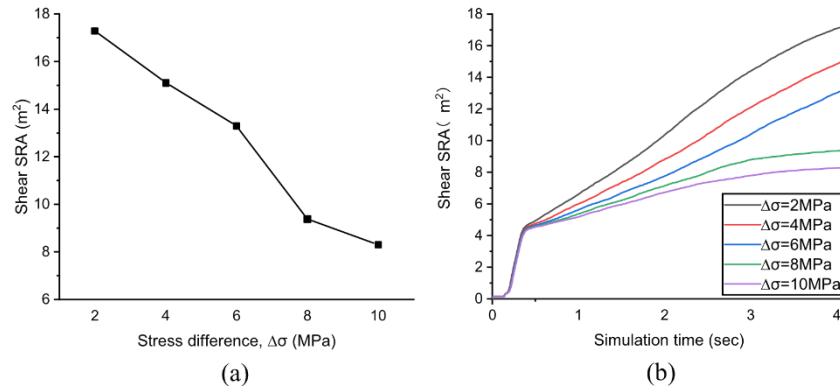 18
16
14
12
10
8
6
Shear SRA (m²)
2 4 6 8 10
Stress difference, Δσ (MPa)
(a)
18
16
14
12
10
8
6
4
2
0
Shear SRA( m²)
Δσ=2MPa
Δσ=4MPa
Δσ=6MPa
Δσ=8MPa
Δσ=10MPa
0 1 2 3 4
Simulation time (sec)
(b)